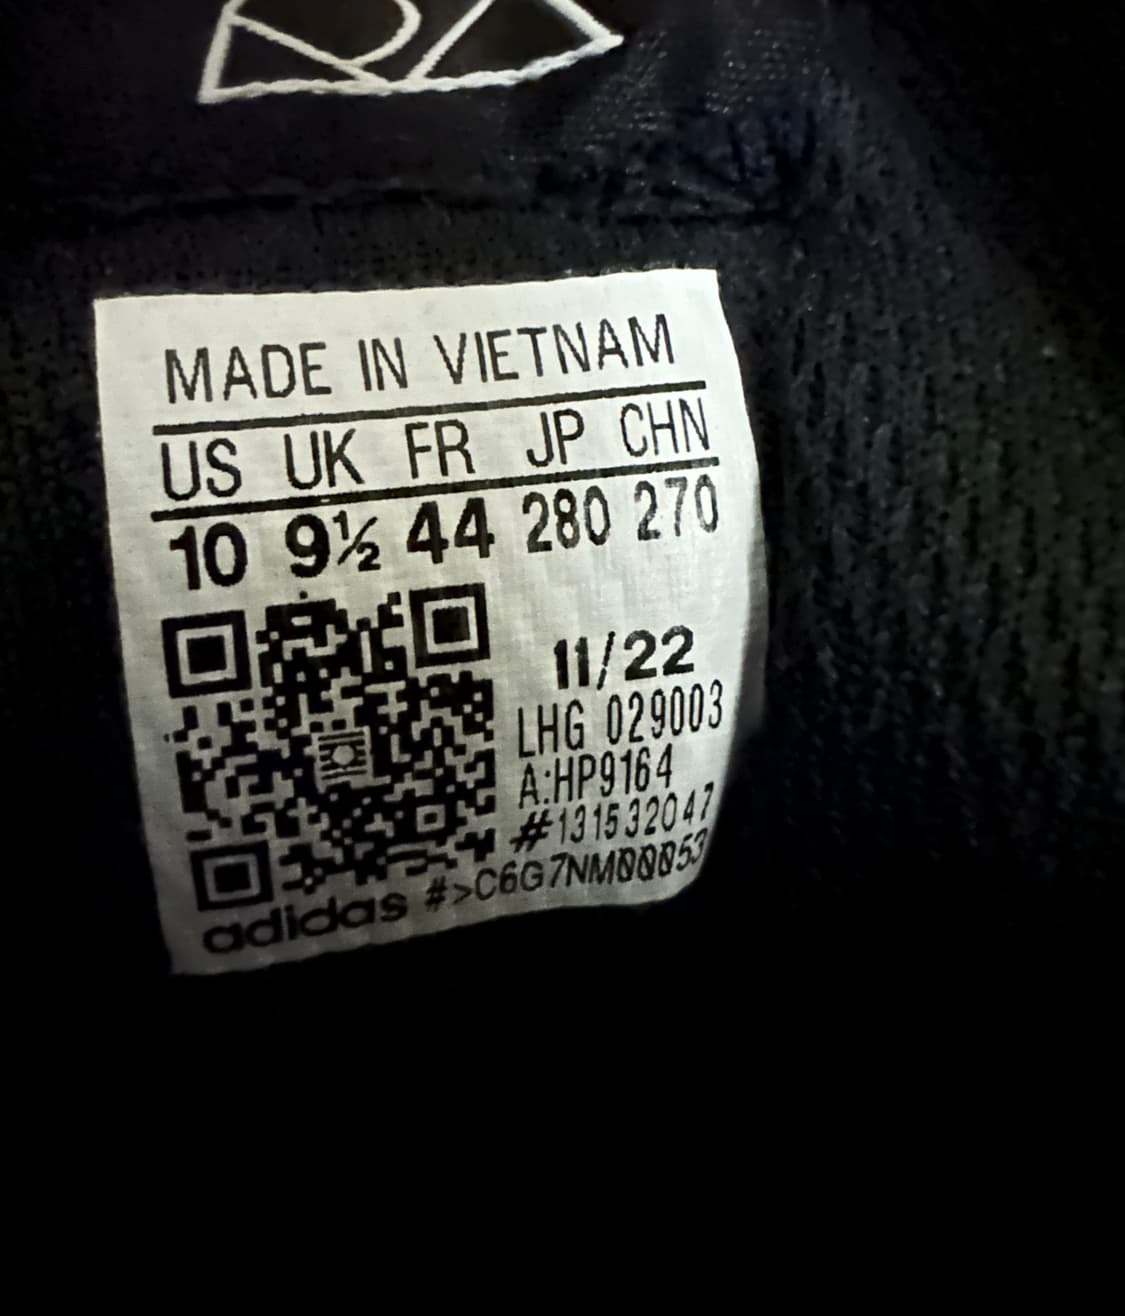 MADE IN VIETNAM
US UK FR JP CHN
10 9½ 44 280 270
11/22
LHG 029003
A:HP9164
#131532047
adidas #>C6G7NM00053